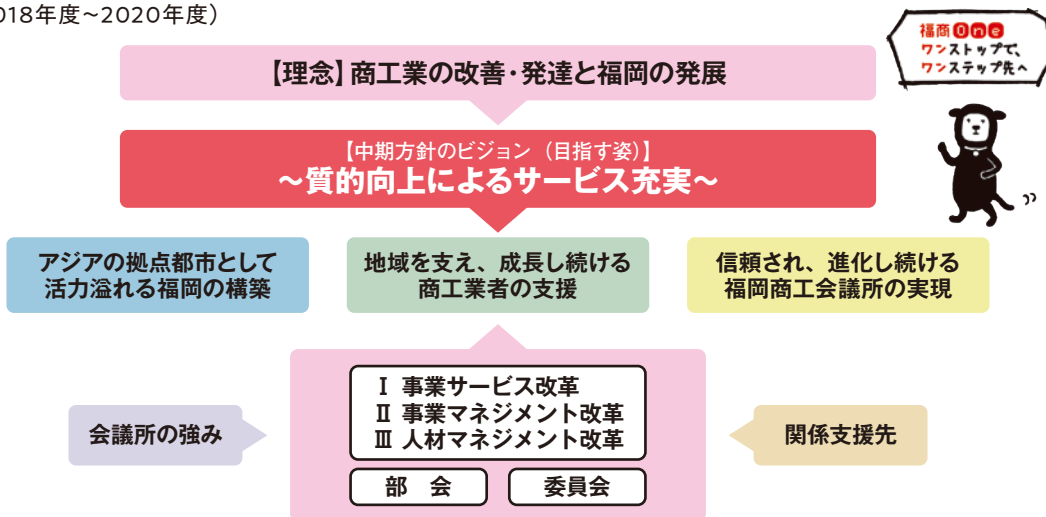 018年度~2020年度）
福商One
ワンストップで、
ワンステップ先へ
【理念】商工業の改善・発達と福岡の発展
【中期方針のビジョン（目指す姿）】
～質的向上によるサービス充実～
アジアの拠点都市として
活力溢れる福岡の構築
地域を支え、成長し続ける
商工業者の支援
信頼され、進化し続ける
福岡商工会議所の実現
Ⅰ 事業サービス改革
Ⅱ 事業マネジメント改革
Ⅲ 人材マネジメント改革
会議所の強み
関係支援先
部　会
委員会